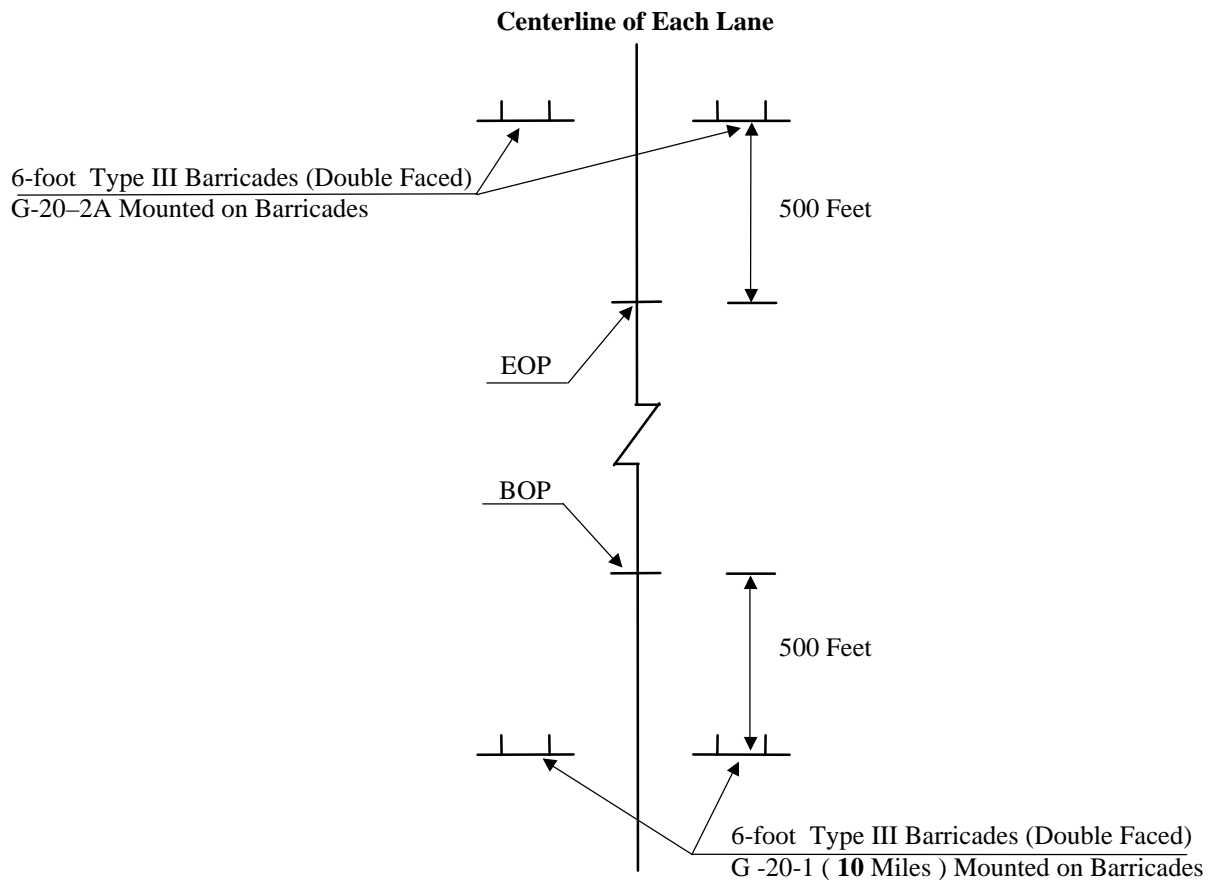 Centerline of Each Lane
6-foot Type III Barricades (Double Faced)
G-20–2A Mounted on Barricades
500 Feet
EOP
BOP
500 Feet
6-foot Type III Barricades (Double Faced)
G -20-1 ( 10 Miles ) Mounted on Barricades